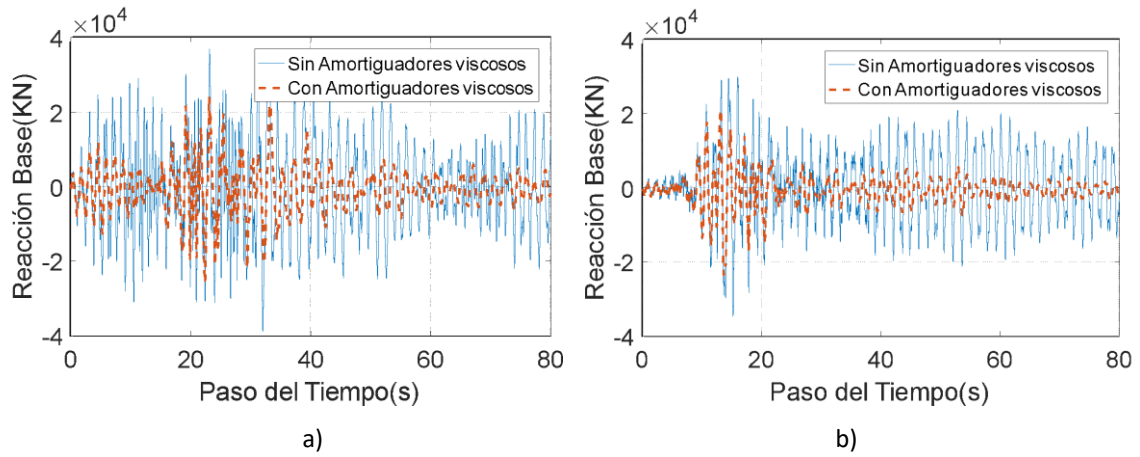 ×10⁴
4
2
0
-2
-4
Reacción Base(KN)
Sin Amortiguadores viscosos
Con Amortiguadores viscosos
0 20 40 60 80
Paso del Tiempo(s)
a)
×10⁴
4
2
0
-2
-4
Reacción Base(KN)
Sin Amortiguadores viscosos
Con Amortiguadores viscosos
0 20 40 60 80
Paso del Tiempo(s)
b)